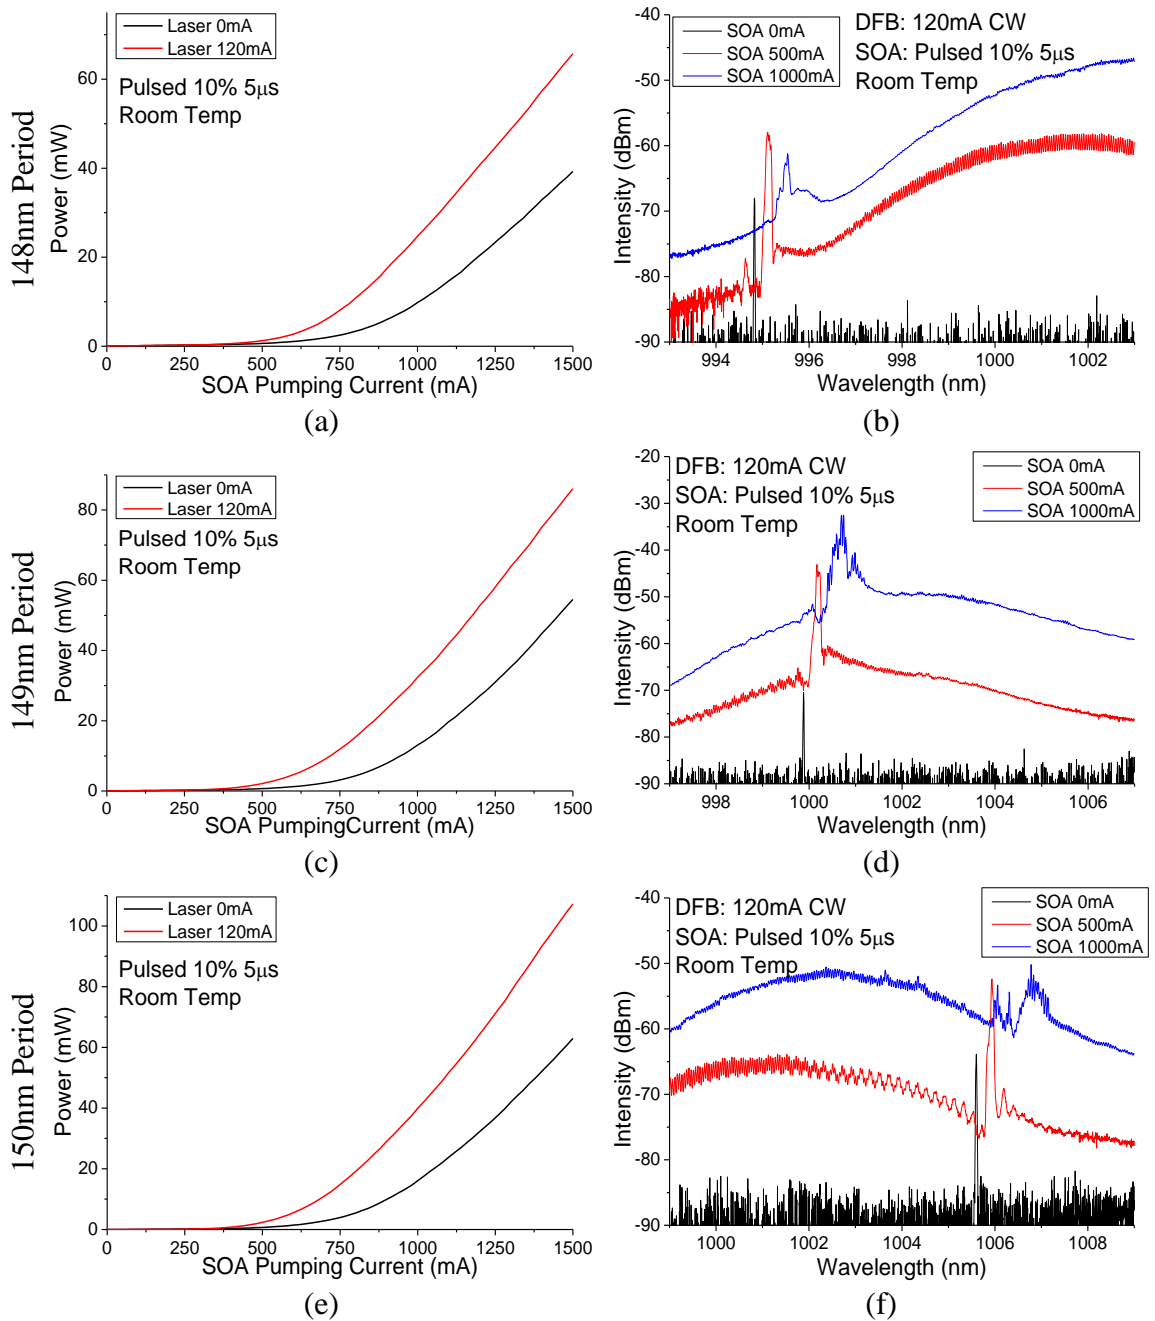 148nm Period
Laser 0mA
Laser 120mA
Pulsed 10% 5μs
Room Temp
Power (mW)
60
40
20
0
0 250 500 750 1000 1250 1500
SOA Pumping Current (mA)
(a)
SOA 0mA
SOA 500mA
SOA 1000mA
DFB: 120mA CW
SOA: Pulsed 10% 5μs
Room Temp
Intensity (dBm)
-40
-50
-60
-70
-80
-90
994 996 998 1000 1002
Wavelength (nm)
(b)
149nm Period
Laser 0mA
Laser 120mA
Pulsed 10% 5μs
Room Temp
Power (mW)
80
60
40
20
0
0 250 500 750 1000 1250 1500
SOA PumpingCurrent (mA)
(c)
DFB: 120mA CW
SOA: Pulsed 10% 5μs
Room Temp
SOA 0mA
SOA 500mA
SOA 1000mA
Intensity (dBm)
-20
-30
-40
-50
-60
-70
-80
-90
998 1000 1002 1004 1006
Wavelength (nm)
(d)
150nm Period
Laser 0mA
Laser 120mA
Pulsed 10% 5μs
Room Temp
Power (mW)
100
80
60
40
20
0
0 250 500 750 1000 1250 1500
SOA Pumping Current (mA)
(e)
DFB: 120mA CW
SOA: Pulsed 10% 5μs
Room Temp
SOA 0mA
SOA 500mA
SOA 1000mA
Intensity (dBm)
-40
-50
-60
-70
-80
-90
1000 1002 1004 1006 1008
Wavelength (nm)
(f)